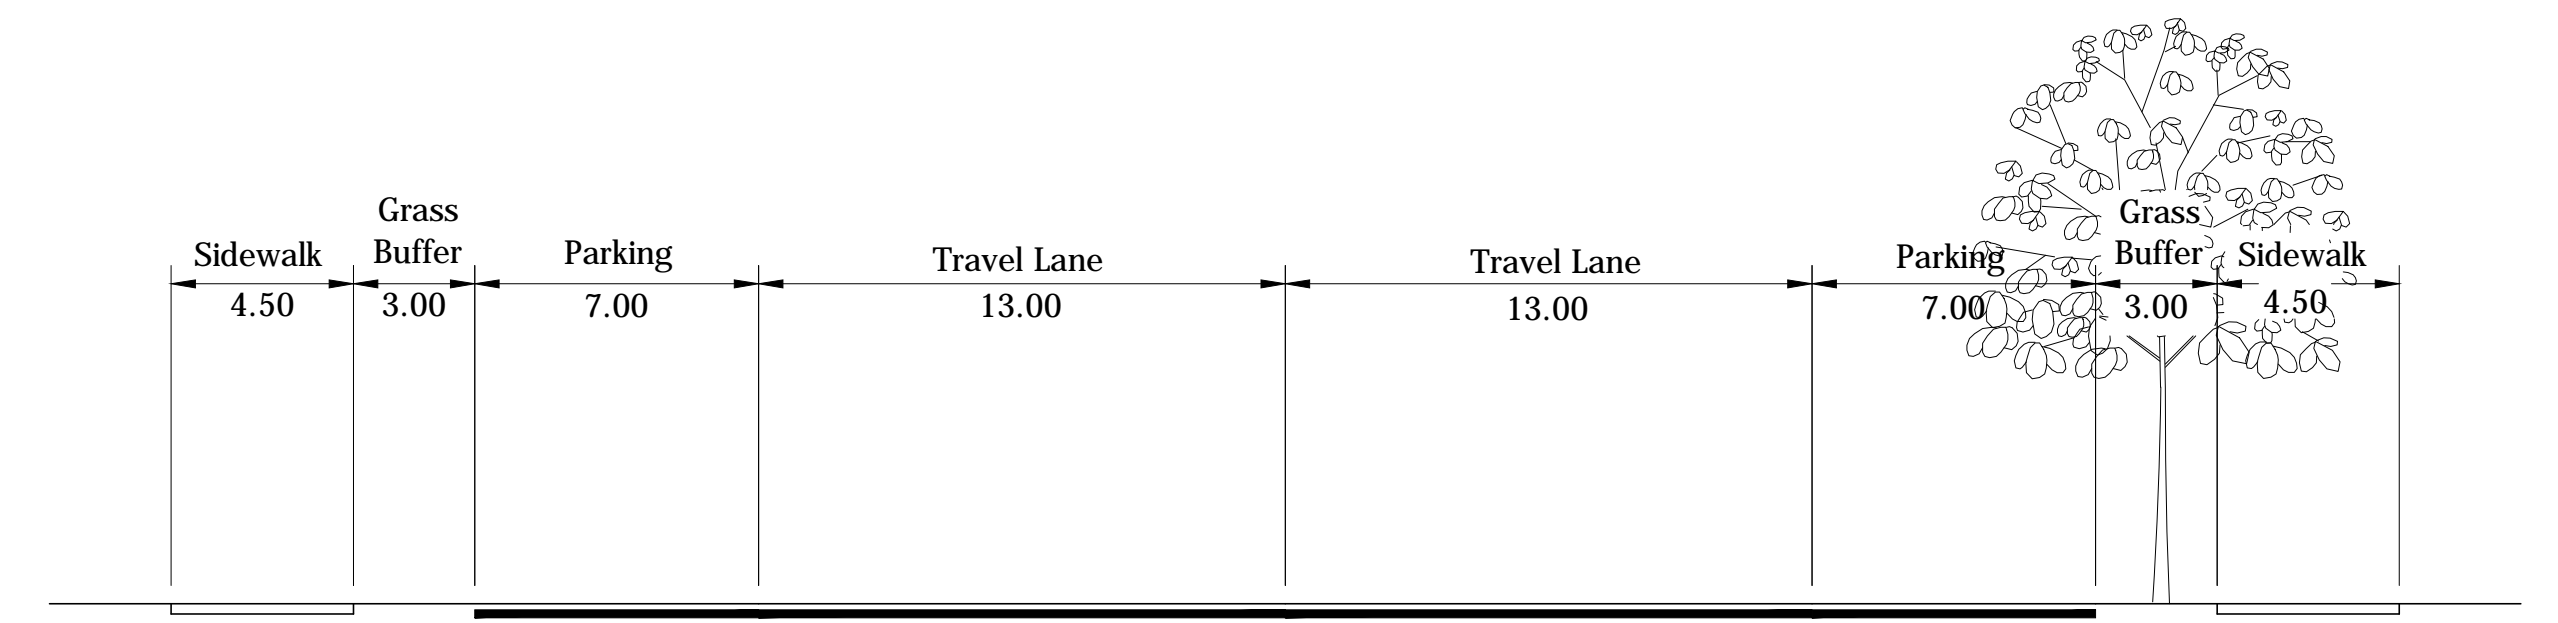 Sidewalk
4.50
Grass
Buffer
3.00
Parking
7.00
Travel Lane
13.00
Travel Lane
13.00
Parking
7.00
Grass
Buffer
3.00
Sidewalk
4.50